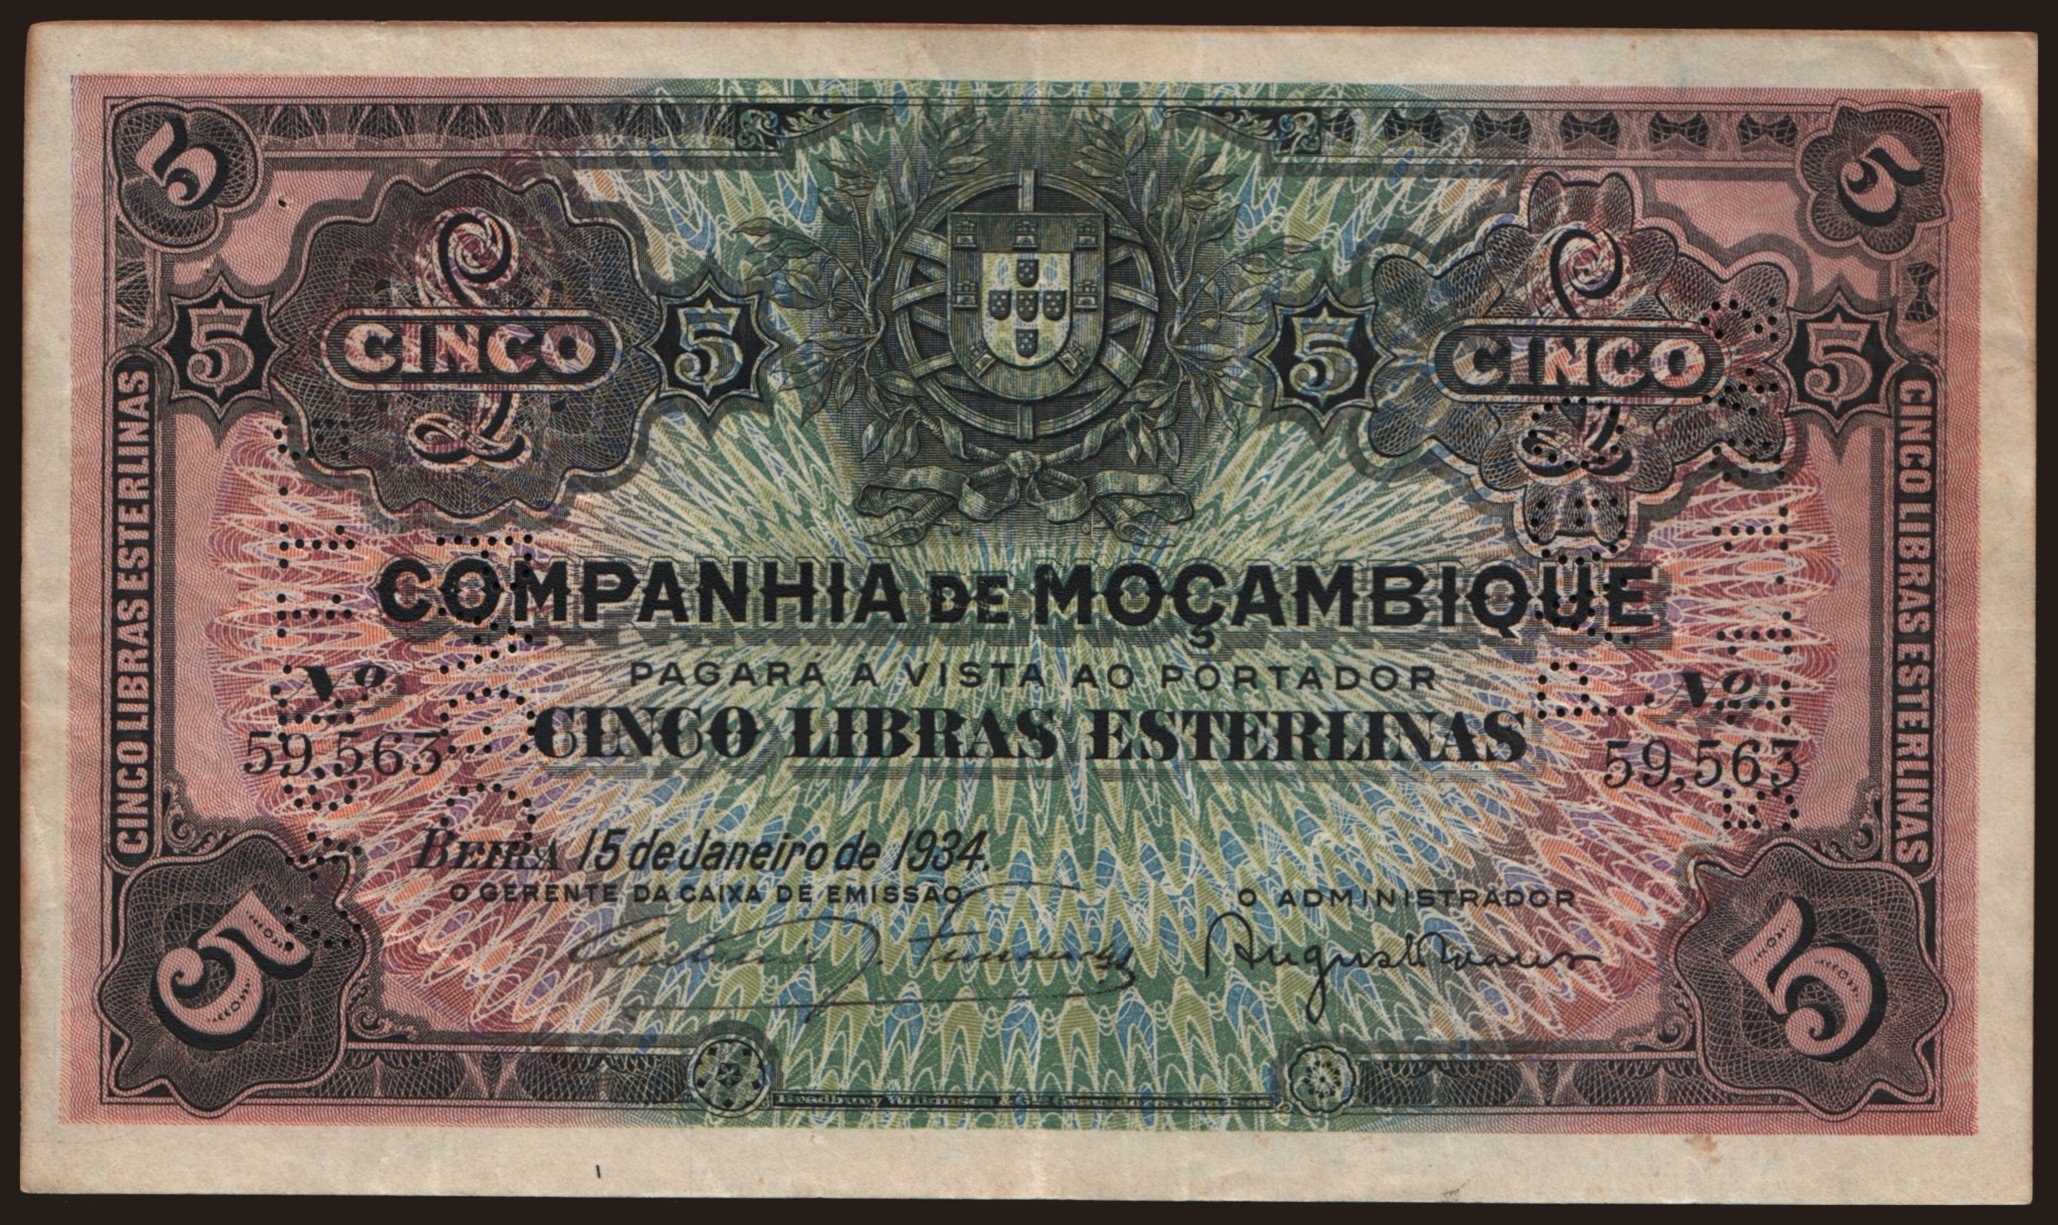 5 5
5 £ CINCO 5 5 £ CINCO 5
CINCO LIBRAS ESTERLINAS
CINCO LIBRAS ESTERLINAS
COMPANHIA DE MOÇAMBIQUE
PAGARÁ Á VISTA AO PORTADOR
Nº Nº
CINCO LIBRAS ESTERLINAS
59,563 59,563
BEIRA 15 de Janeiro de 1934.
O GERENTE DA CAIXA DE EMISSÃO O ADMINISTRADOR
5 5